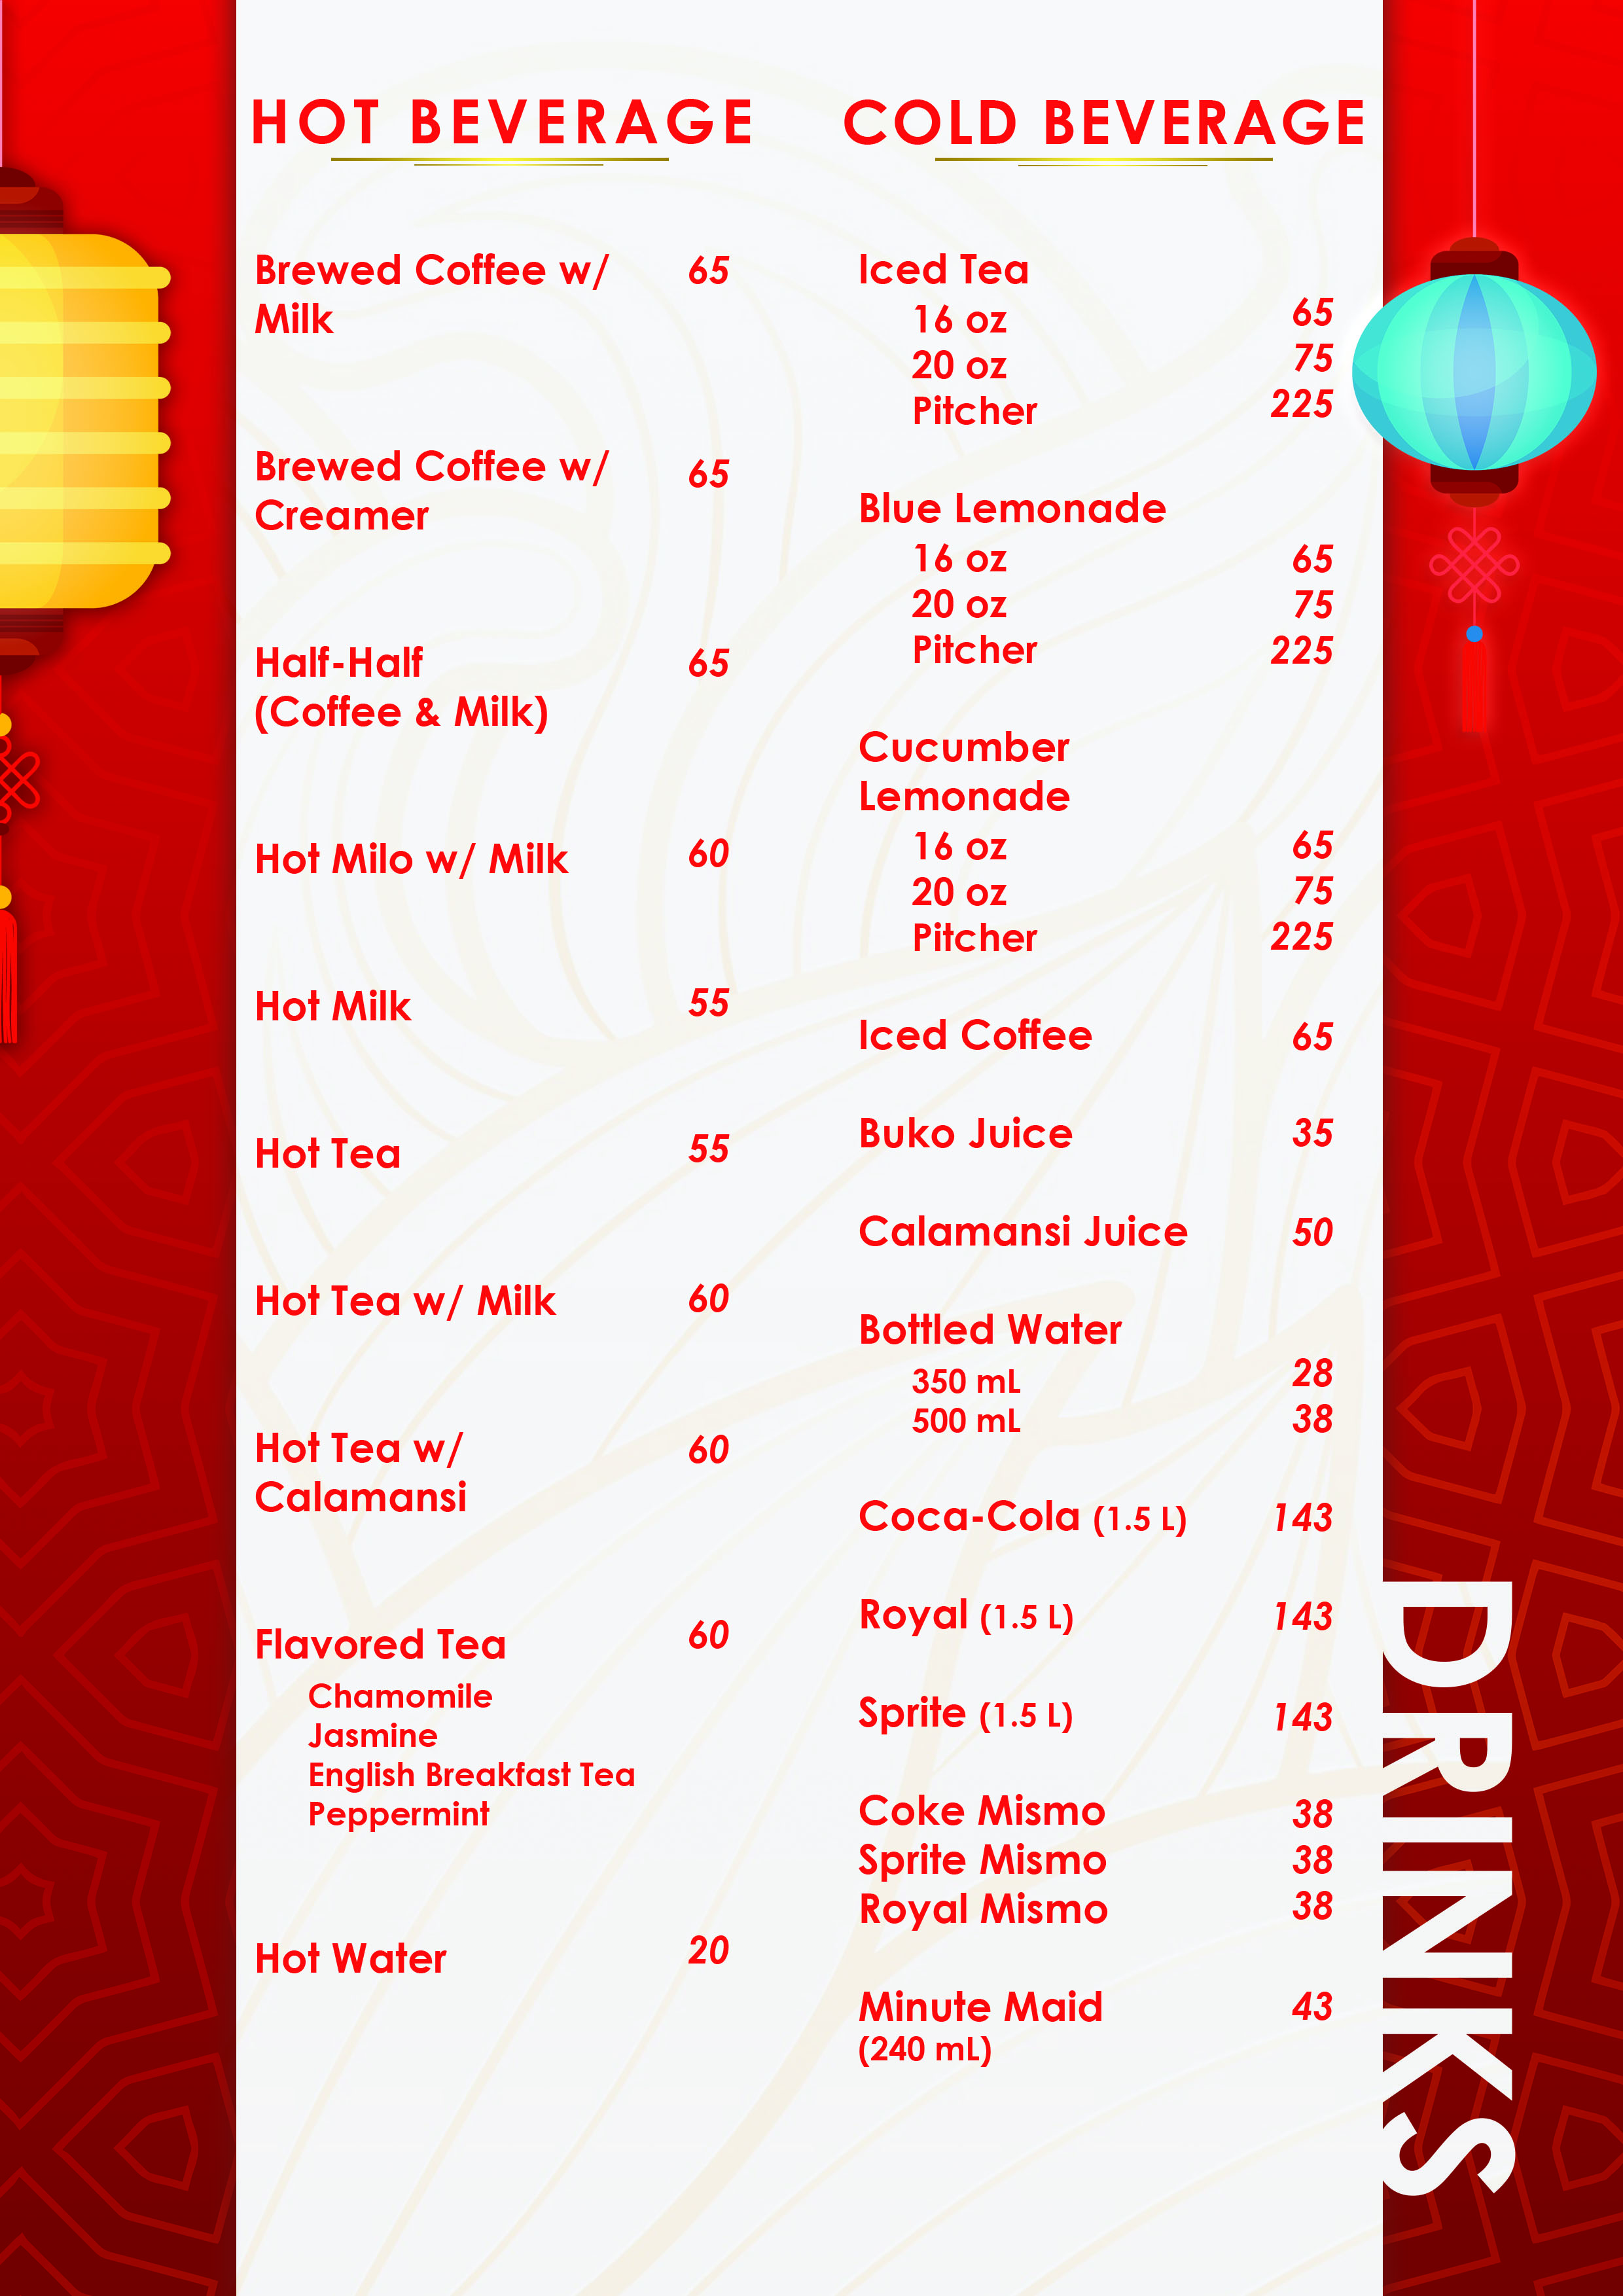 HOT BEVERAGE
Brewed Coffee w/ 65
Milk
Brewed Coffee w/ 65
Creamer
Half-Half 65
(Coffee & Milk)
Hot Milo w/ Milk 60
Hot Milk 55
Hot Tea 55
Hot Tea w/ Milk 60
Hot Tea w/ 60
Calamansi
Flavored Tea 60
Chamomile
Jasmine
English Breakfast Tea
Peppermint
Hot Water 20
COLD BEVERAGE
Iced Tea
16 oz 65
20 oz 75
Pitcher 225
Blue Lemonade
16 oz 65
20 oz 75
Pitcher 225
Cucumber
Lemonade
16 oz 65
20 oz 75
Pitcher 225
Iced Coffee 65
Buko Juice 35
Calamansi Juice 50
Bottled Water
350 mL 28
500 mL 38
Coca-Cola (1.5 L) 143
Royal (1.5 L) 143
Sprite (1.5 L) 143
Coke Mismo 38
Sprite Mismo 38
Royal Mismo 38
Minute Maid 43
(240 mL)
DRINKS